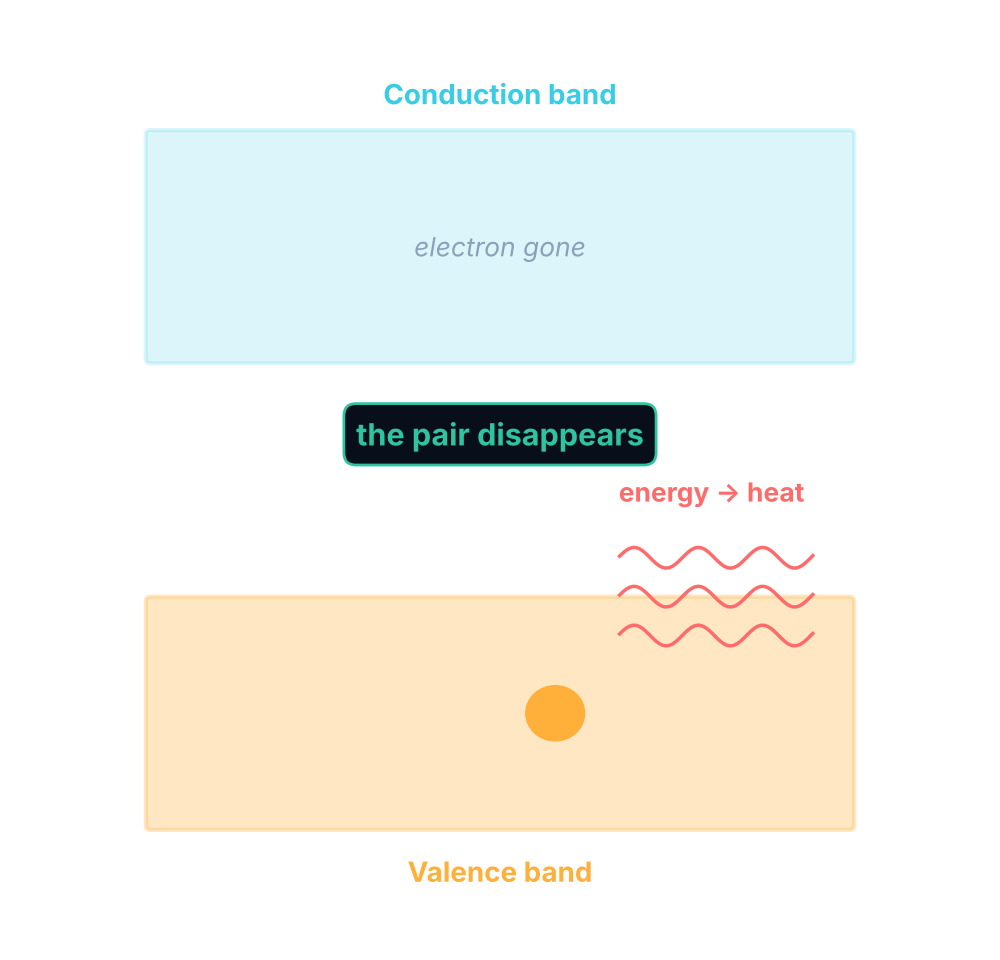 Conduction band
electron gone
the pair disappears
energy → heat
Valence band